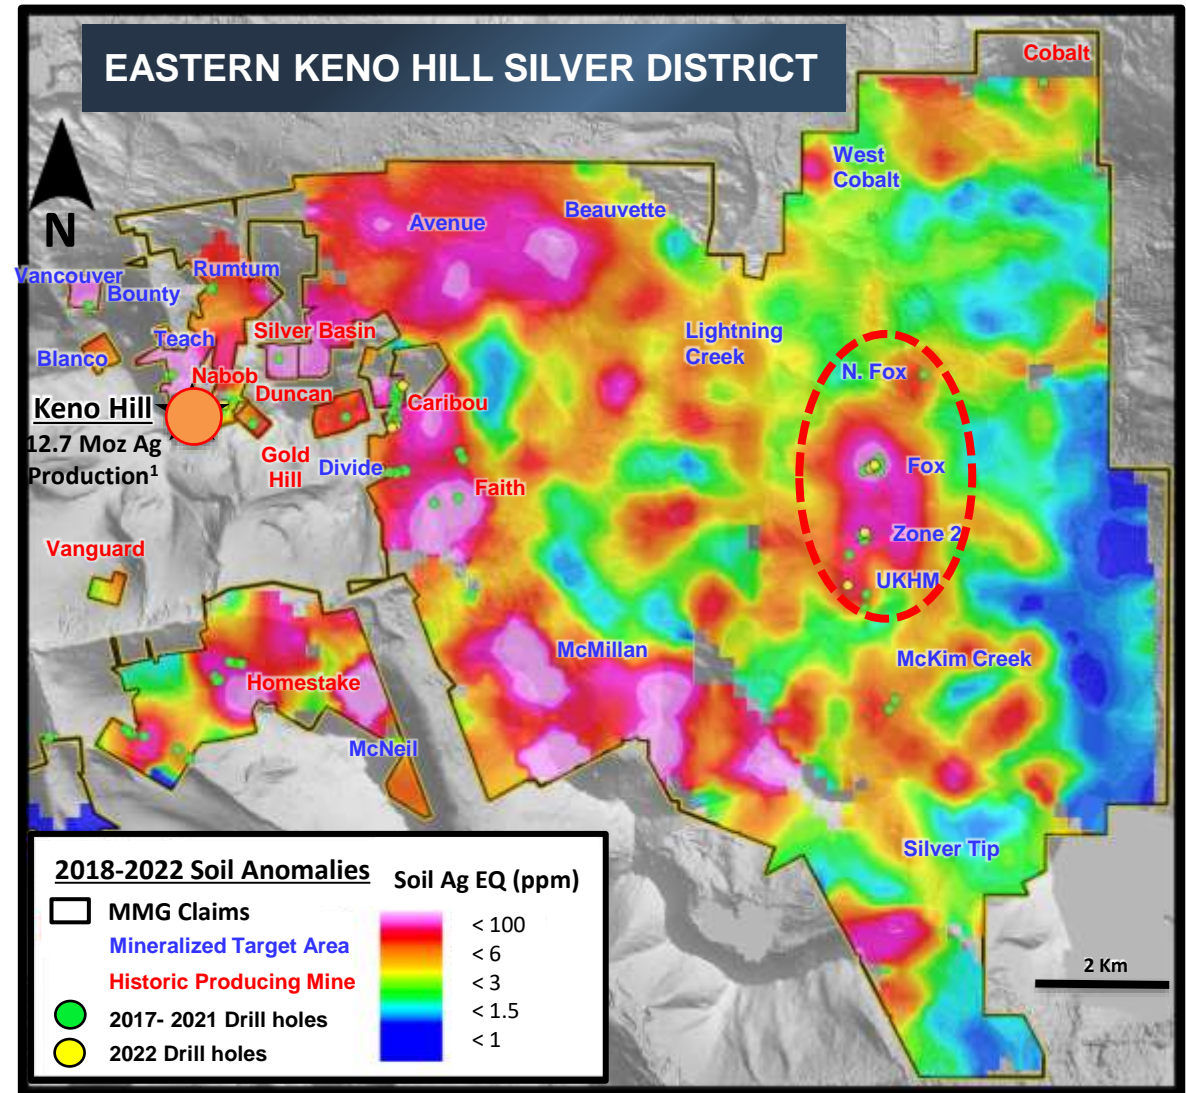 EASTERN KENO HILL SILVER DISTRICT
Cobalt
West
Cobalt
N
Avenue
Beauvette
Vancouver
Bounty
Rumtum
Teach
Silver Basin
Lightning
Creek
Blanco
Nabob
Duncan
N. Fox
Keno Hill
12.7 Moz Ag
Production¹
Caribou
Gold
Hill
Divide
Fox
Faith
Zone 2
Vanguard
UKHM
McMillan
McKim Creek
Homestake
McNeil
Silver Tip
2 Km
2018-2022 Soil Anomalies
MMG Claims
Mineralized Target Area
Historic Producing Mine
2017- 2021 Drill holes
2022 Drill holes
Soil Ag EQ (ppm)
< 100
< 6
< 3
< 1.5
< 1